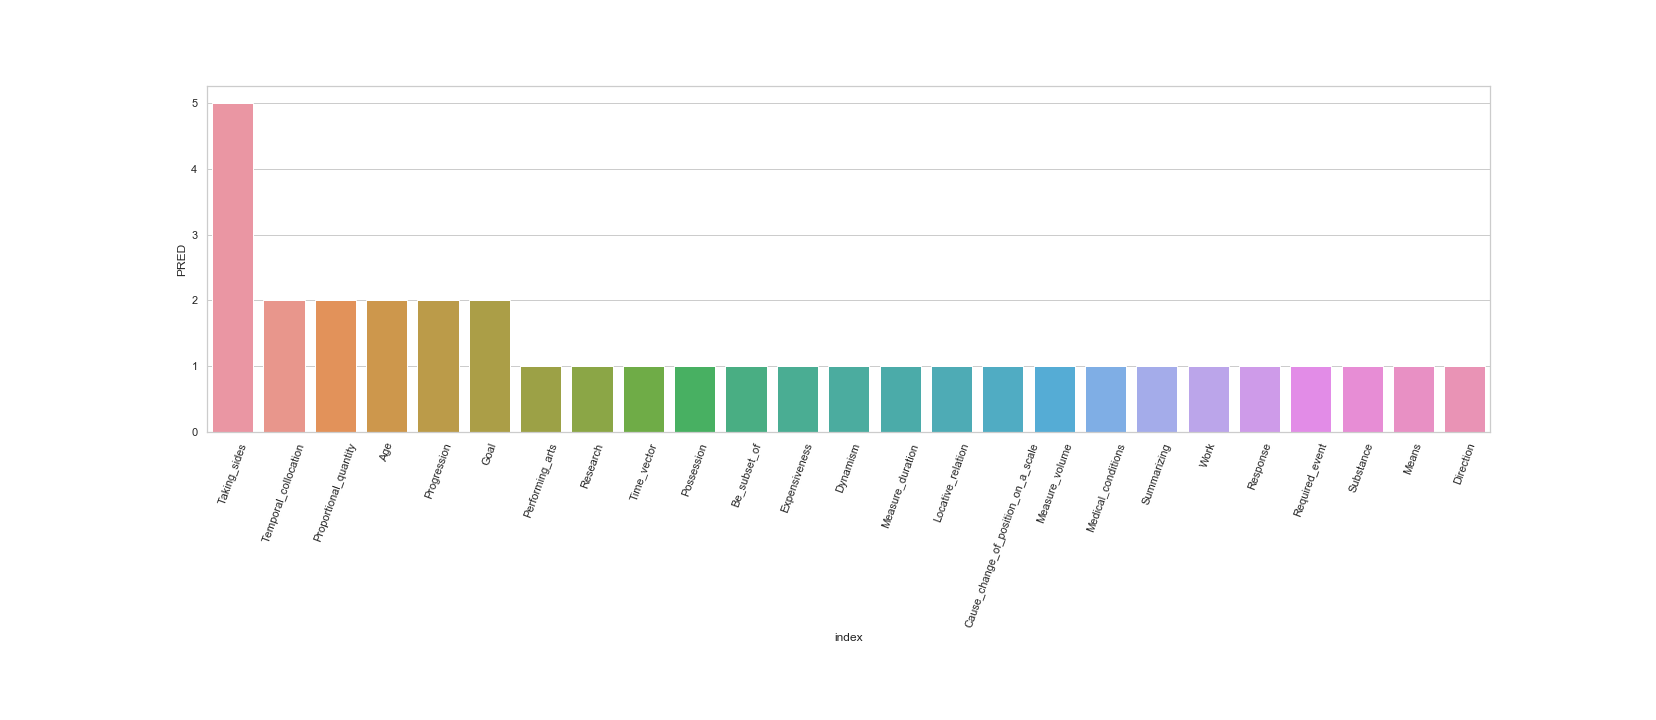 5
4
3
2
1
0
PRED
Taking_sides
Temporal_collocation
Proportional_quantity
Age
Progression
Goal
Performing_arts
Research
Time_vector
Possession
Be_subset_of
Expensiveness
Dynamism
Measure_duration
Locative_relation
Cause_change_of_position_on_a_scale
Measure_volume
Medical_conditions
Summarizing
Work
Response
Required_event
Substance
Means
Direction
index